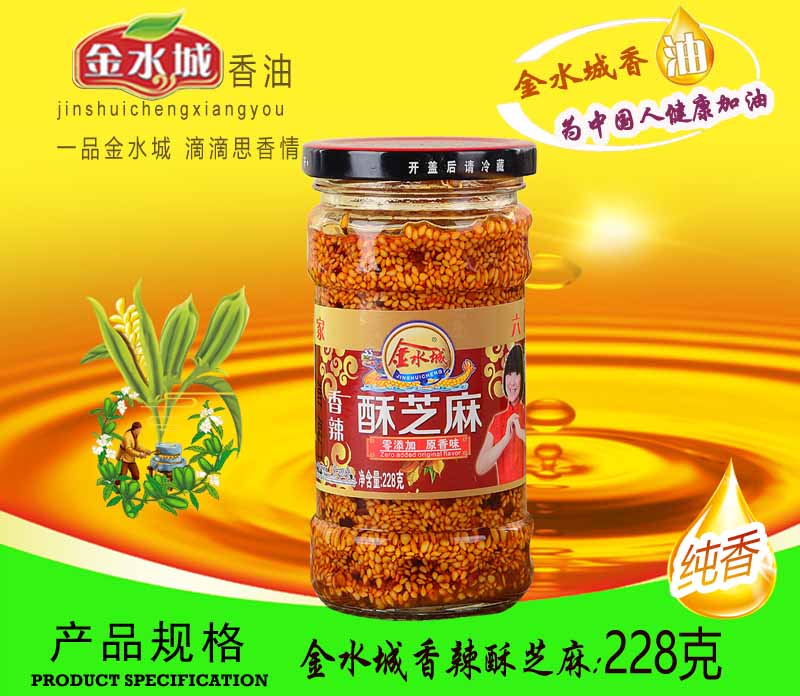 金水城 香油
jinshuichengxiangyou
一品金水城 滴滴思香情
金水城香油
为中国人健康加油
开盖后请冷藏
家
六
金水城
JINSHUICHENG
香辣
酥芝麻
零添加 原香味
Zero added original flavor
净含量:228克
纯香
产品规格
PRODUCT SPECIFICATION
金水城香辣酥芝麻:228克